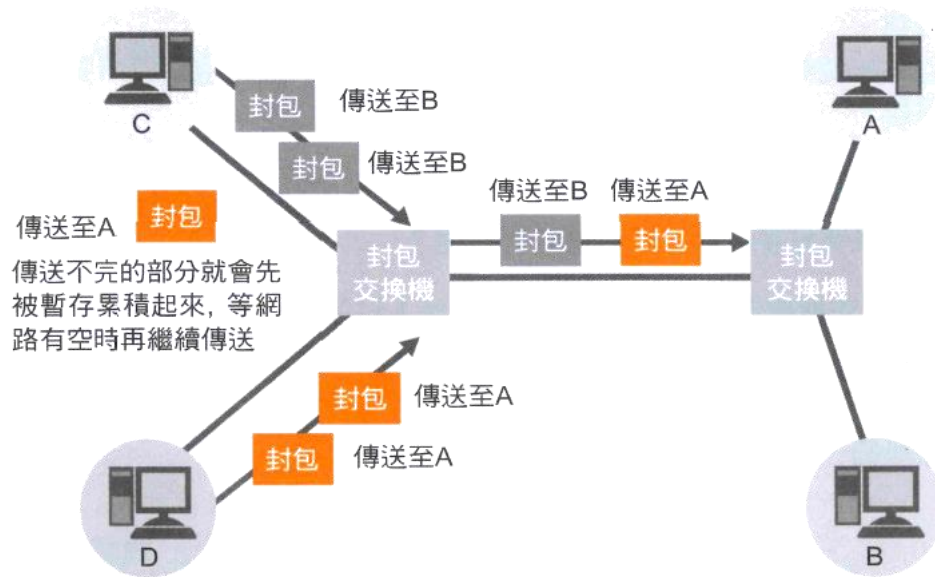 C
封包
傳送至B
封包
傳送至B
A
傳送至A
封包
傳送不完的部分就會先
被暫存累積起來, 等網
路有空時再繼續傳送
封包
交換機
傳送至B
傳送至A
封包
封包
封包
交換機
封包
傳送至A
封包
傳送至A
D
B